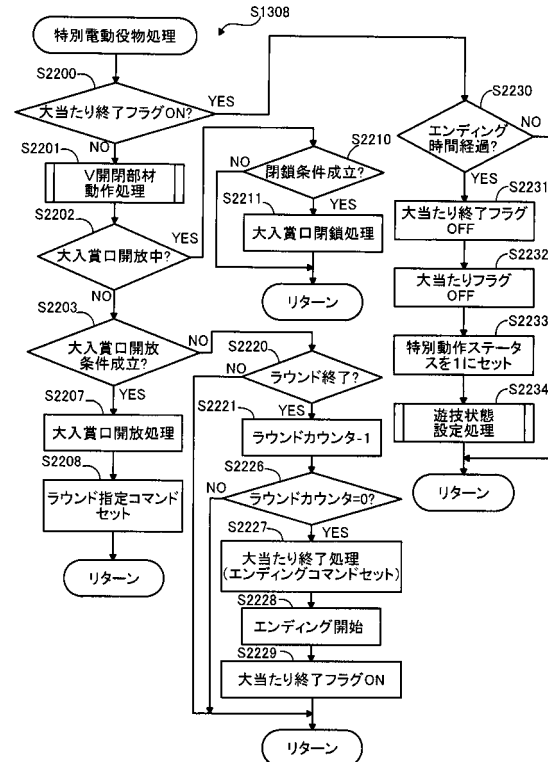 S1308
特別電動役物処理
S2200
大当たり終了フラグON?
YES
NO
S2201
V開閉部材
動作処理
S2202
大入賞口開放中?
YES
NO
S2203
大入賞口開放
条件成立?
NO
YES
S2207
大入賞口開放処理
S2208
ラウンド指定コマンド
セット
リターン
S2210
閉鎖条件成立?
NO
YES
S2211
大入賞口閉鎖処理
リターン
S2220
ラウンド終了?
NO
YES
S2221
ラウンドカウンタ-1
S2226
ラウンドカウンタ=0?
NO
YES
S2227
大当たり終了処理
(エンディングコマンドセット)
S2228
エンディング開始
S2229
大当たり終了フラグON
リターン
S2230
エンディング
時間経過?
NO
YES
S2231
大当たり終了フラグ
OFF
S2232
大当たりフラグ
OFF
S2233
特別動作ステータ
スを1にセット
S2234
遊技状態
設定処理
リターン